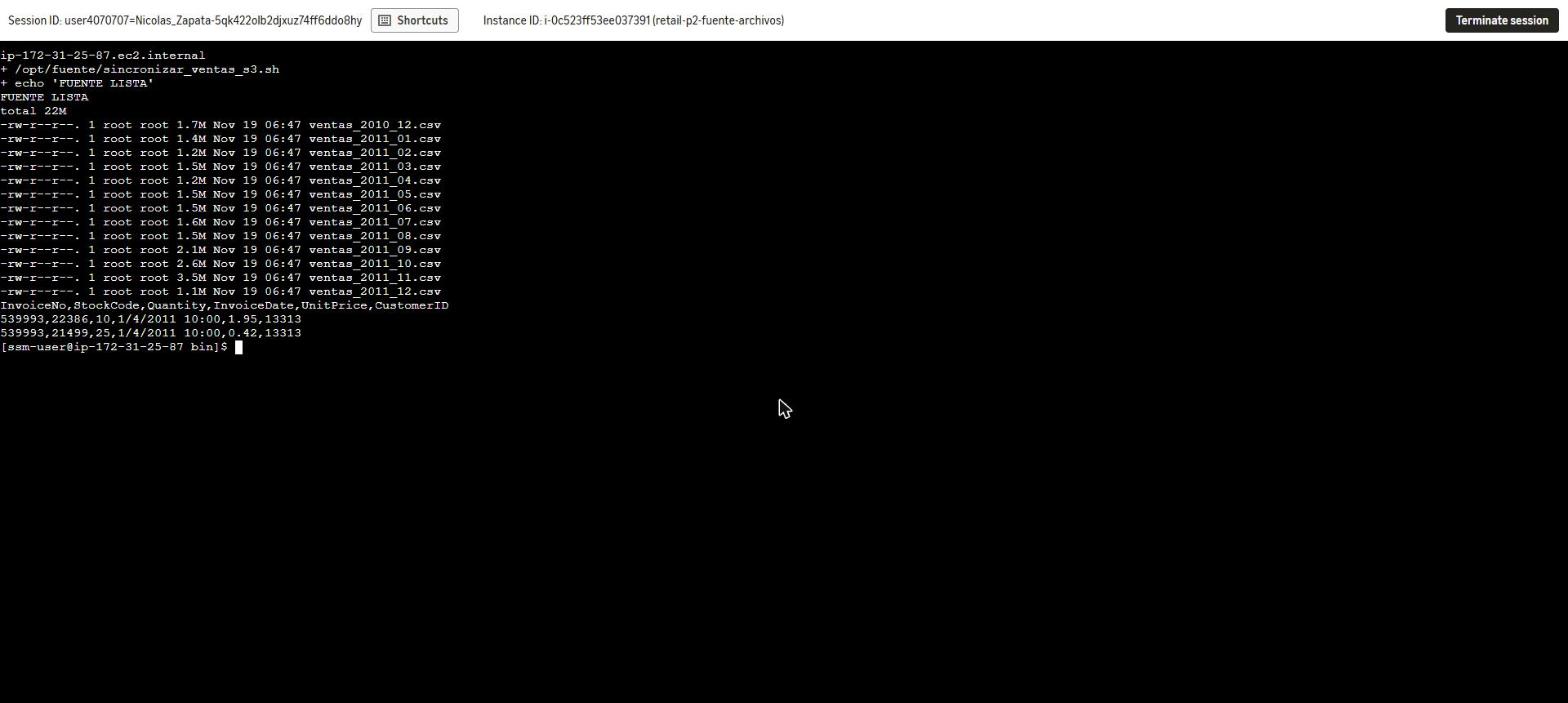 Session ID: user4070707=Nicolas_Zapata-5qk422olb2djxuz74ff6ddo8hy Shortcuts Instance ID: i-0c523ff53ee037391 (retail-p2-fuente-archivos) Terminate session
ip-172-31-25-87.ec2.internal
+ /opt/fuente/sincronizar_ventas_s3.sh
+ echo 'FUENTE LISTA'
FUENTE LISTA
total 22M
-rw-r--r--. 1 root root 1.7M Nov 19 06:47 ventas_2010_12.csv
-rw-r--r--. 1 root root 1.4M Nov 19 06:47 ventas_2011_01.csv
-rw-r--r--. 1 root root 1.2M Nov 19 06:47 ventas_2011_02.csv
-rw-r--r--. 1 root root 1.5M Nov 19 06:47 ventas_2011_03.csv
-rw-r--r--. 1 root root 1.2M Nov 19 06:47 ventas_2011_04.csv
-rw-r--r--. 1 root root 1.5M Nov 19 06:47 ventas_2011_05.csv
-rw-r--r--. 1 root root 1.5M Nov 19 06:47 ventas_2011_06.csv
-rw-r--r--. 1 root root 1.6M Nov 19 06:47 ventas_2011_07.csv
-rw-r--r--. 1 root root 1.5M Nov 19 06:47 ventas_2011_08.csv
-rw-r--r--. 1 root root 2.1M Nov 19 06:47 ventas_2011_09.csv
-rw-r--r--. 1 root root 2.6M Nov 19 06:47 ventas_2011_10.csv
-rw-r--r--. 1 root root 3.5M Nov 19 06:47 ventas_2011_11.csv
-rw-r--r--. 1 root root 1.1M Nov 19 06:47 ventas_2011_12.csv
InvoiceNo,StockCode,Quantity,InvoiceDate,UnitPrice,CustomerID
539993,22386,10,1/4/2011 10:00,1.95,13313
539993,21499,25,1/4/2011 10:00,0.42,13313
[ssm-user@ip-172-31-25-87 bin]$